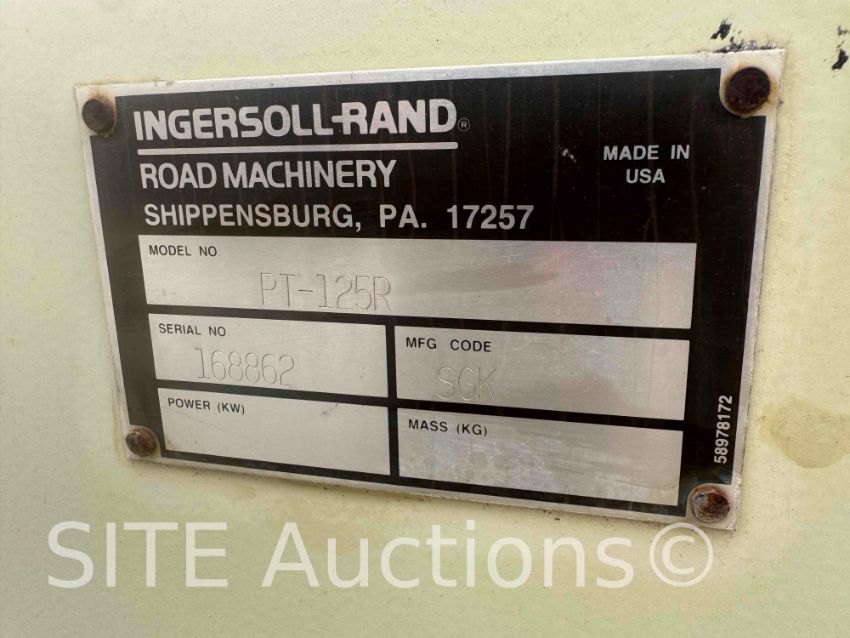 INGERSOLL-RAND®
ROAD MACHINERY
MADE IN
USA
SHIPPENSBURG, PA. 17257
MODEL NO
PT-125R
SERIAL NO
168862
MFG CODE
SGK
POWER (KW)
MASS (KG)
58978172
SITE Auctions©